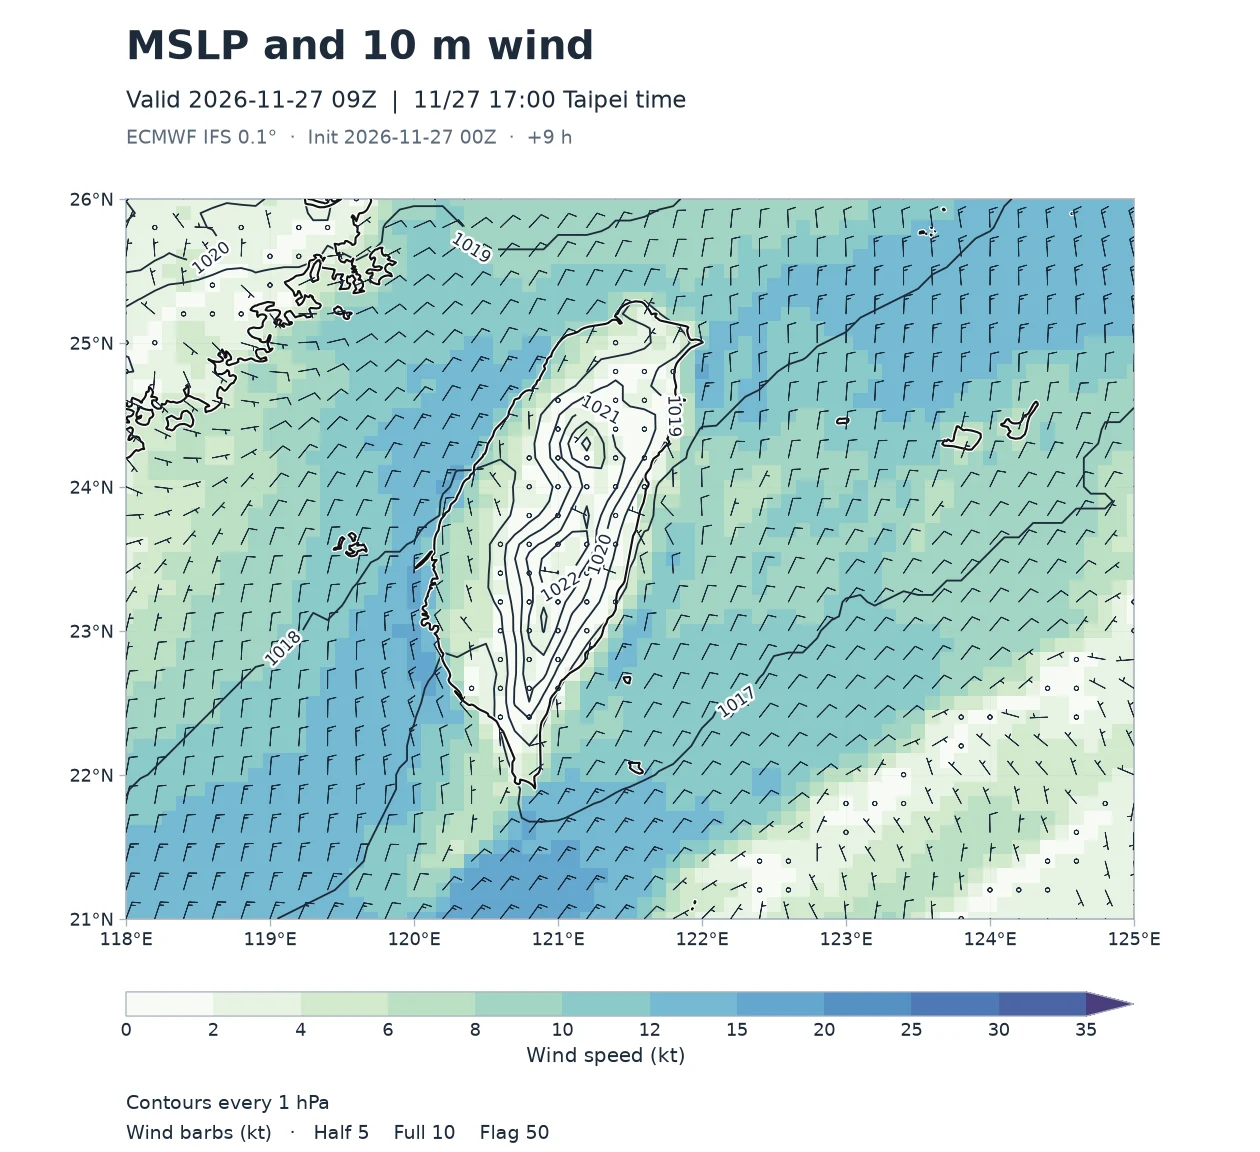 MSLP and 10 m wind
Valid 2026-11-27 09Z | 11/27 17:00 Taipei time
ECMWF IFS 0.1° · Init 2026-11-27 00Z · +9 h
26°N
25°N
24°N
23°N
22°N
21°N
1020
1019
1021
1019
1020
1022
1018
1017
118°E 119°E 120°E 121°E 122°E 123°E 124°E 125°E
0 2 4 6 8 10 12 15 20 25 30 35
Wind speed (kt)
Contours every 1 hPa
Wind barbs (kt) · Half 5 Full 10 Flag 50